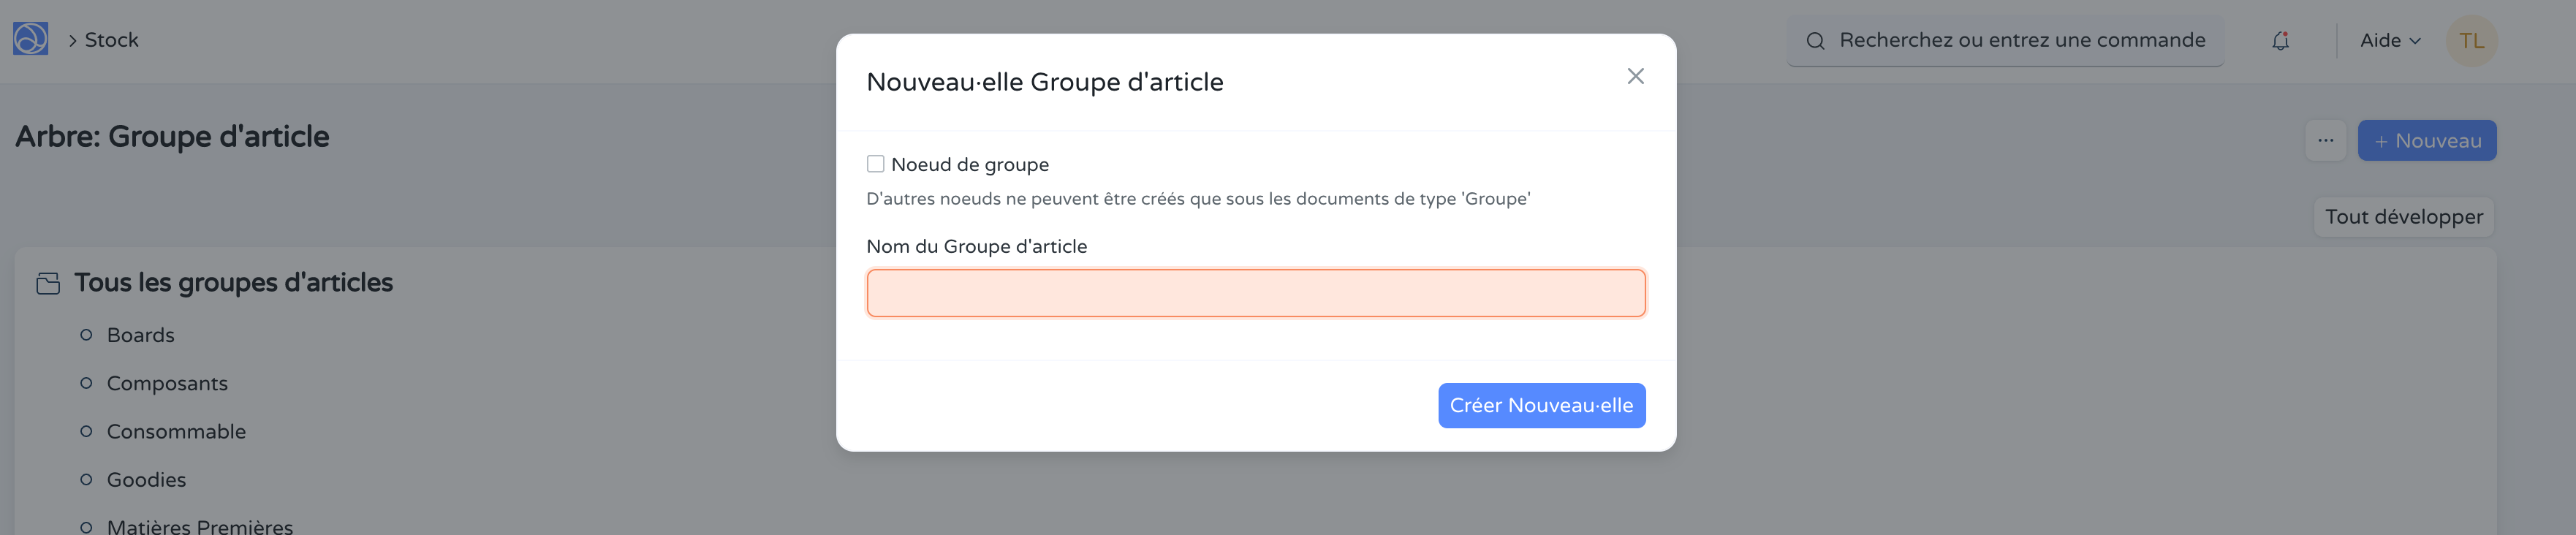 Stock
Recherchez ou entrez une commande
Aide
TL
Nouveau·elle Groupe d'article
Arbre: Groupe d'article
+ Nouveau
Noeud de groupe
D'autres noeuds ne peuvent être créés que sous les documents de type 'Groupe'
Tout développer
Nom du Groupe d'article
Tous les groupes d'articles
Boards
Composants
Créer Nouveau·elle
Consommable
Goodies
Matières Premières